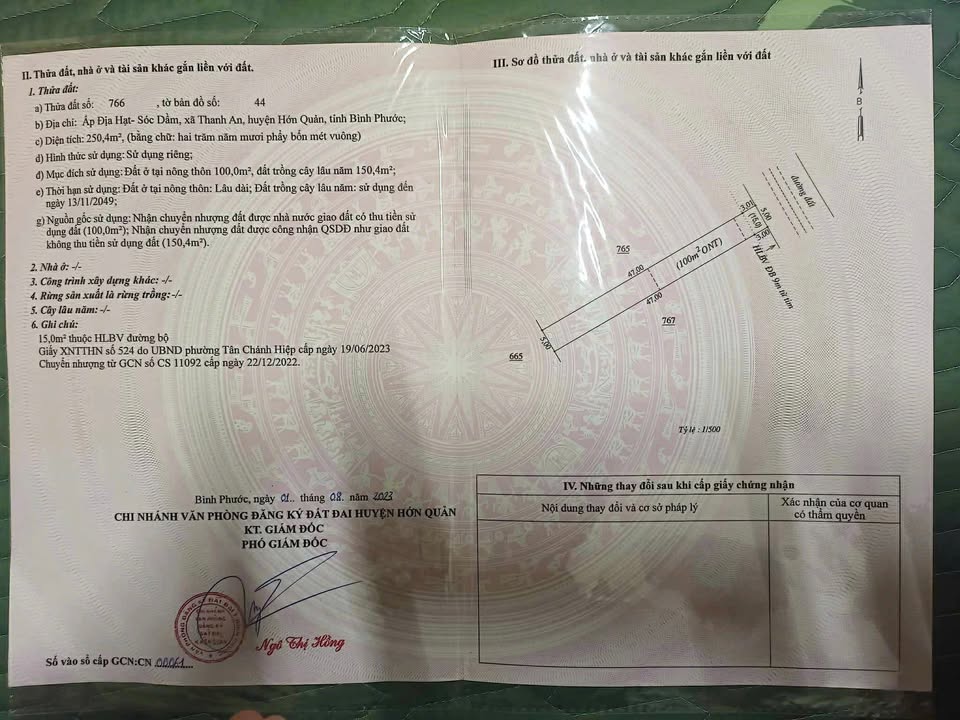 II. Thửa đất, nhà ở và tài sản khác gắn liền với đất.
1. Thửa đất:
a) Thửa đất số: 766 , tờ bản đồ số: 44
b) Địa chỉ: Ấp Địa Hạt- Sóc Dầm, xã Thanh An, huyện Hớn Quản, tỉnh Bình Phước;
c) Diện tích: 250,4m², (bằng chữ: hai trăm năm mươi phẩy bốn mét vuông)
d) Hình thức sử dụng: Sử dụng riêng;
đ) Mục đích sử dụng: Đất ở tại nông thôn 100,0m², đất trồng cây lâu năm 150,4m²;
e) Thời hạn sử dụng: Đất ở tại nông thôn: Lâu dài; Đất trồng cây lâu năm: sử dụng đến
ngày 13/11/2049;
g) Nguồn gốc sử dụng: Nhận chuyển nhượng đất được nhà nước giao đất có thu tiền sử
dụng đất (100,0m²); Nhận chuyển nhượng đất được công nhận QSDĐ như giao đất
không thu tiền sử dụng đất (150,4m²).
2. Nhà ở: -/-
3. Công trình xây dựng khác: -/-
4. Rừng sản xuất là rừng trồng:-/-
5. Cây lâu năm: -/-
6. Ghi chú:
15,0m² thuộc HLBV đường bộ
Giấy XNTTHN số 524 do UBND phường Tân Chánh Hiệp cấp ngày 19/06/2023
Chuyển nhượng từ GCN số CS 11092 cấp ngày 22/12/2022.
Bình Phước, ngày 01.. tháng 08. năm 2023
CHI NHÁNH VĂN PHÒNG ĐĂNG KÝ ĐẤT ĐAI HUYỆN HỚN QUẢN
KT. GIÁM ĐỐC
PHÓ GIÁM ĐỐC
Ngô Thị Hồng
Số vào sổ cấp GCN:CN
III. Sơ đồ thửa đất, nhà ở và tài sản khác gắn liền với đất
B
đường đất
3,03
5,00
(15,0)
3,00
HLBV ĐB 9m từ tim
765
47,00
(100m² ONT)
47,00
767
5,00
665
Tỷ lệ : 1/500
IV. Những thay đổi sau khi cấp giấy chứng nhận
Nội dung thay đổi và cơ sở pháp lý
Xác nhận của cơ quan
có thẩm quyền